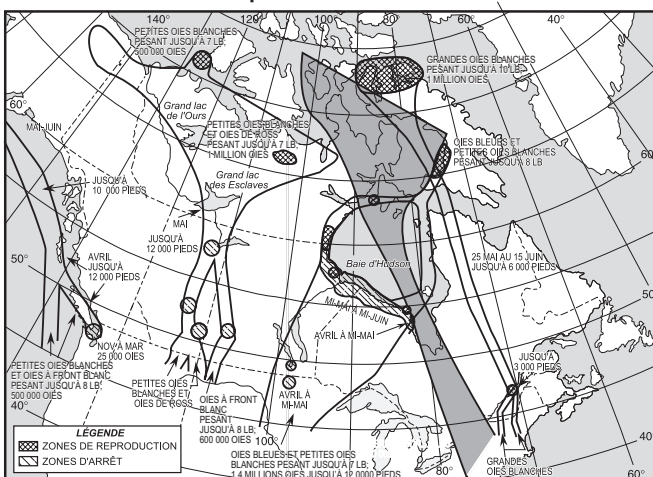 140°
120°
100°
90°
80°
60°
40°
PETITES OIES BLANCHES
PESANT JUSQU'À 7 LB;
500 000 OIES
GRANDES OIES BLANCHES
PESANT JUSQU'À 10 LB;
1 MILLION OIES
Grand lac
de l'Ours
60°
MAI-JUIN
PETITES OIES BLANCHES
ET OIES DE ROSS
PESANT JUSQU'À 7 LB;
1 MILLION OIES
OIES BLEUES ET
PETITES OIES BLANCHES
PESANT JUSQU'À 8 LB
60°
Grand lac
des Esclaves
JUSQU'À
10 000 PIEDS
MAI
JUSQU'À
12 000 PIEDS
50°
AVRIL
JUSQU'À
12 000 PIEDS
Baie d'Hudson
25 MAI AU 15 JUIN
JUSQU'À 6 000 PIEDS
50°
MI-MAI À MI-JUIN
AVRIL À MI-MAI
NOV À MAR
25 000 OIES
JUSQU'À
3 000 PIEDS
PETITES OIES BLANCHES
ET OIES À FRONT BLANC
PESANT JUSQU'À 8 LB;
500 000 OIES
PETITES OIES
BLANCHES ET
OIES DE ROSS
OIES À FRONT
BLANC
PESANT
JUSQU'À 8 LB;
600 000 OIES
AVRIL À
MI-MAI
40°
40°
LÉGENDE
ZONES DE REPRODUCTION
ZONES D'ARRÊT
100°
OIES BLEUES ET PETITES OIES
BLANCHES PESANT JUSQU'À 7 LB;
1,4 MILLIONS OIES JUSQU'À 12 0000 PIEDS
80°
GRANDES
OIES BLANCHES
60°